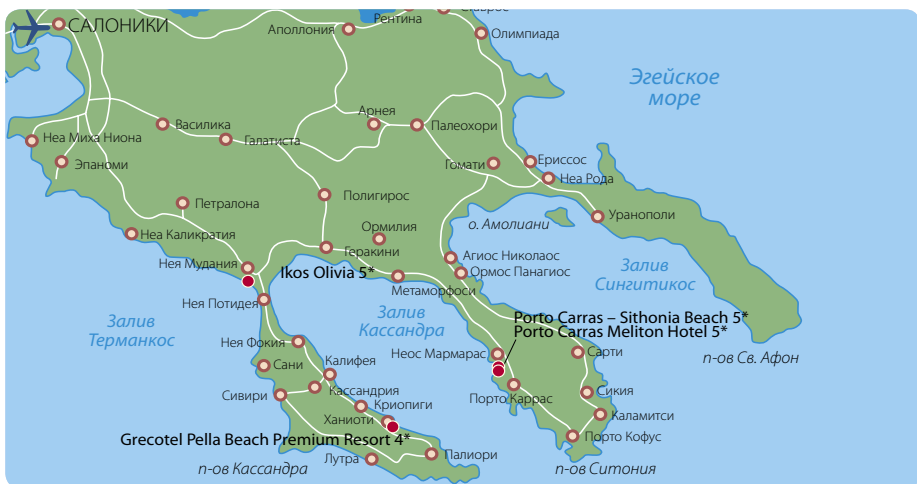 Ставрос
Рентина
САЛОНИКИ
Аполлония
Олимпиада
Эгейское
море
Арнея
Василика
Палеохори
Неа Миха Ниона
Галатиста
Эпаноми
Гомати
Ериссос
Неа Рода
Полигирос
Петралона
Уранополи
Ормилия
о. Амолиани
Неа Каликратия
Геракини
Агиос Николаос
Нея Мудания
Ikos Olivia 5*
Ормос Панагиос
Залив
Сингитикос
Метаморфоси
Нея Потидея
Залив
Кассандра
Porto Carras – Sithonia Beach 5*
Porto Carras Meliton Hotel 5*
Залив
Терманкос
Нея Фокия
Неос Мармарас
Сарти
п-ов Св. Афон
Калифея
Сани
Кассандрия
Сивири
Порто Каррас
Сикия
Криопиги
Ханиоти
Каламитси
Grecotel Pella Beach Premium Resort 4*
Порто Кофус
Лутра
Палиори
п-ов Кассандра
п-ов Ситония